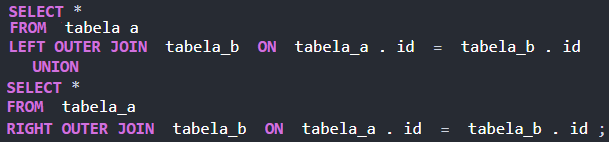 SELECT *
FROM tabela a
LEFT OUTER JOIN tabela_b ON tabela_a . id = tabela_b . id
UNION
SELECT *
FROM tabela_a
RIGHT OUTER JOIN tabela_b ON tabela_a . id = tabela_b . id ;